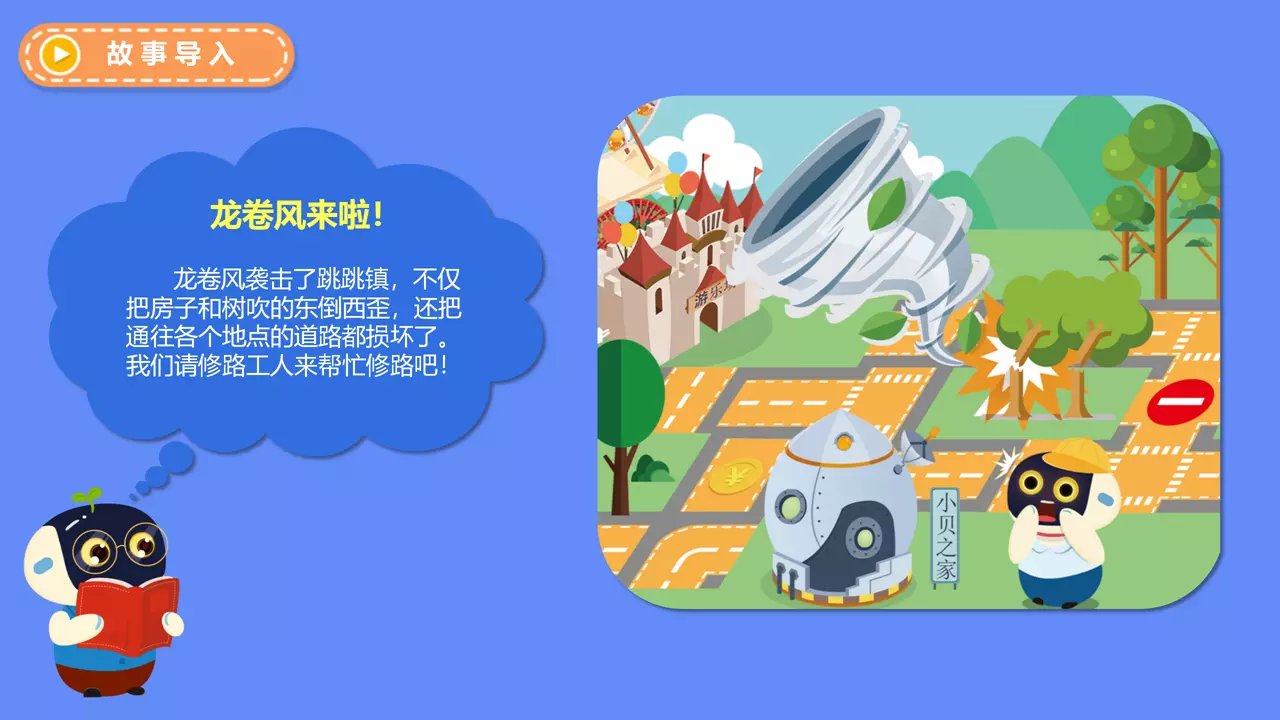 故事导入
龙卷风来啦！
龙卷风袭击了跳跳镇，不仅
把房子和树吹的东倒西歪，还把
通往各个地点的道路都损坏了。
我们请修路工人来帮忙修路吧！
游乐场
小贝之家